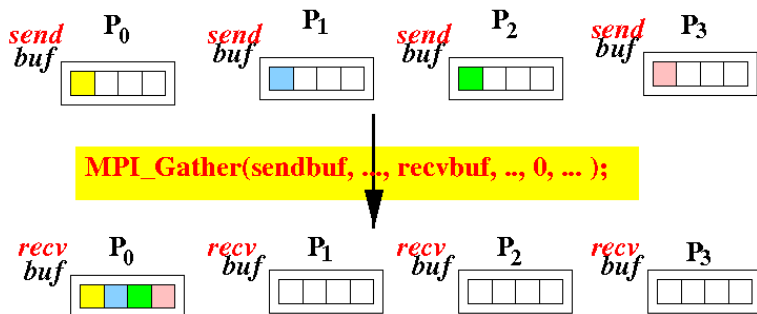 send buf P0 send buf P1 send buf P2 send buf P3
MPI_Gather(sendbuf, ..., recvbuf, .., 0, ... );
recv buf P0 recv buf P1 recv buf P2 recv buf P3